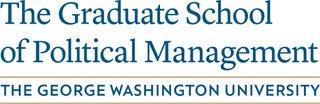 The Graduate School
of Political Management
THE GEORGE WASHINGTON UNIVERSITY